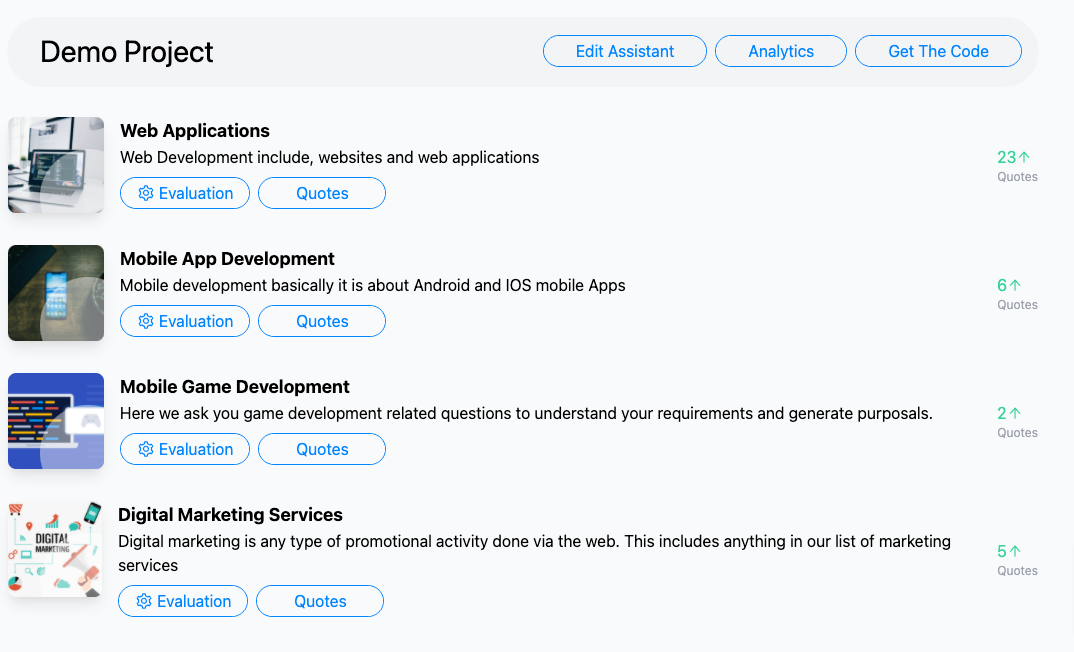 Demo Project
Edit Assistant
Analytics
Get The Code
Web Applications
Web Development include, websites and web applications
Evaluation
Quotes
23↑
Quotes
Mobile App Development
Mobile development basically it is about Android and IOS mobile Apps
Evaluation
Quotes
6↑
Quotes
Mobile Game Development
Here we ask you game development related questions to understand your requirements and generate purposals.
Evaluation
Quotes
2↑
Quotes
DIGITAL
MARKETING
Digital Marketing Services
Digital marketing is any type of promotional activity done via the web. This includes anything in our list of marketing
services
Evaluation
Quotes
5↑
Quotes